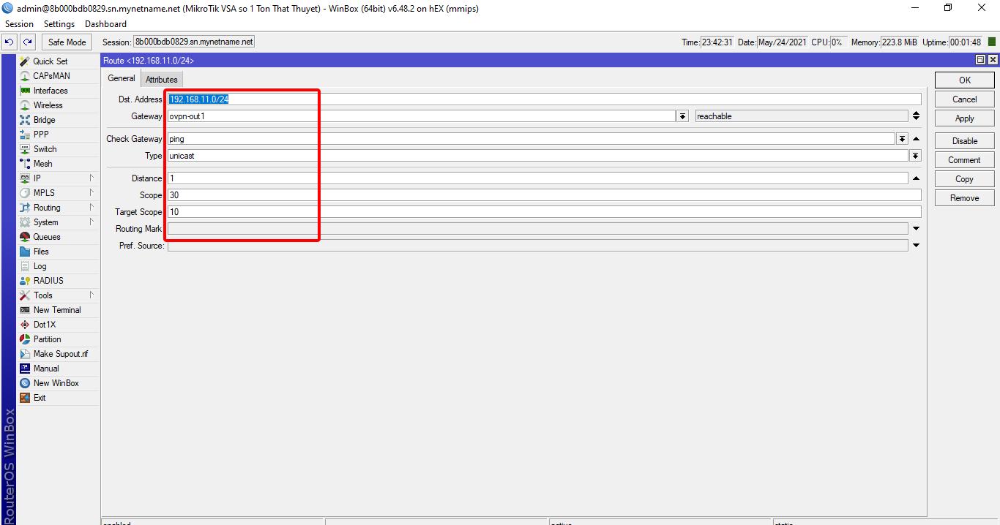 admin@8b000bdb0829.sn.mynetname.net (MikroTik VSA so 1 Ton That Thuyet) - WinBox (64bit) v6.48.2 on hEX (mmips)
Session Settings Dashboard
Safe Mode Session: 8b000bdb0829.sn.mynetname.net Time: 23:42:31 Date: May/24/2021 CPU: 0% Memory: 223.8 MiB Uptime: 00:01:48
Route <192.168.11.0/24>
General Attributes
Dst. Address: 192.168.11.0/24
Gateway: ovpn-out1 reachable
Check Gateway: ping
Type: unicast
Distance: 1
Scope: 30
Target Scope: 10
Routing Mark:
Pref. Source:
OK
Cancel
Apply
Disable
Comment
Copy
Remove
Quick Set
CAPsMAN
Interfaces
Wireless
Bridge
PPP
Switch
Mesh
IP
MPLS
Routing
System
Queues
Files
Log
RADIUS
Tools
New Terminal
Dot1X
Partition
Make Supout.rif
Manual
New WinBox
Exit
RouterOS WinBox
enabled active static